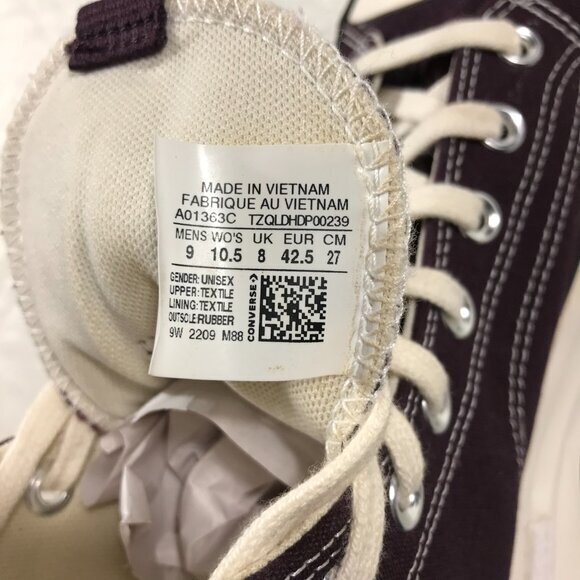 MADE IN VIETNAM
FABRIQUE AU VIETNAM
A01363C TZQLDHDP00239
MENS WO'S UK EUR CM
9 10.5 8 42.5 27
GENDER: UNISEX
UPPER: TEXTILE
LINING: TEXTILE
OUTSOLE:RUBBER
9W 2209 M88
CONVERSE